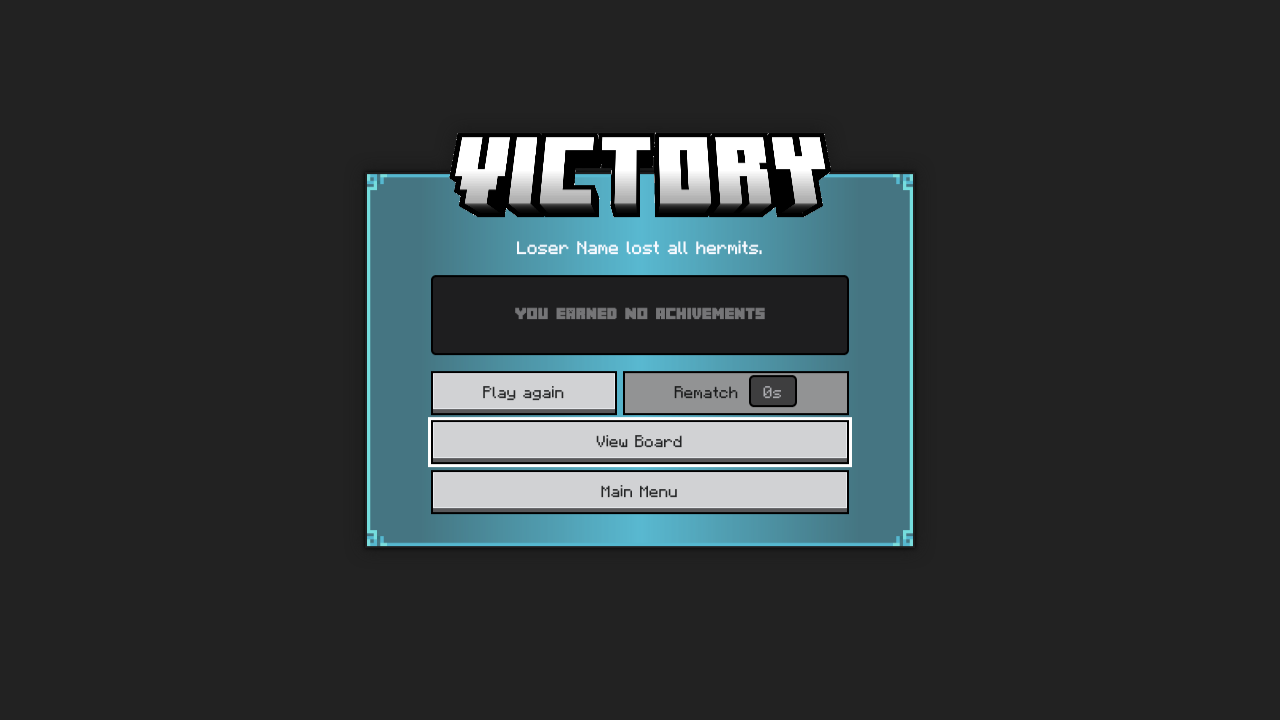 VICTORY
Loser Name lost all hermits.
YOU EARNED NO ACHIVEMENTS
Play again
Rematch 0s
View Board
Main Menu